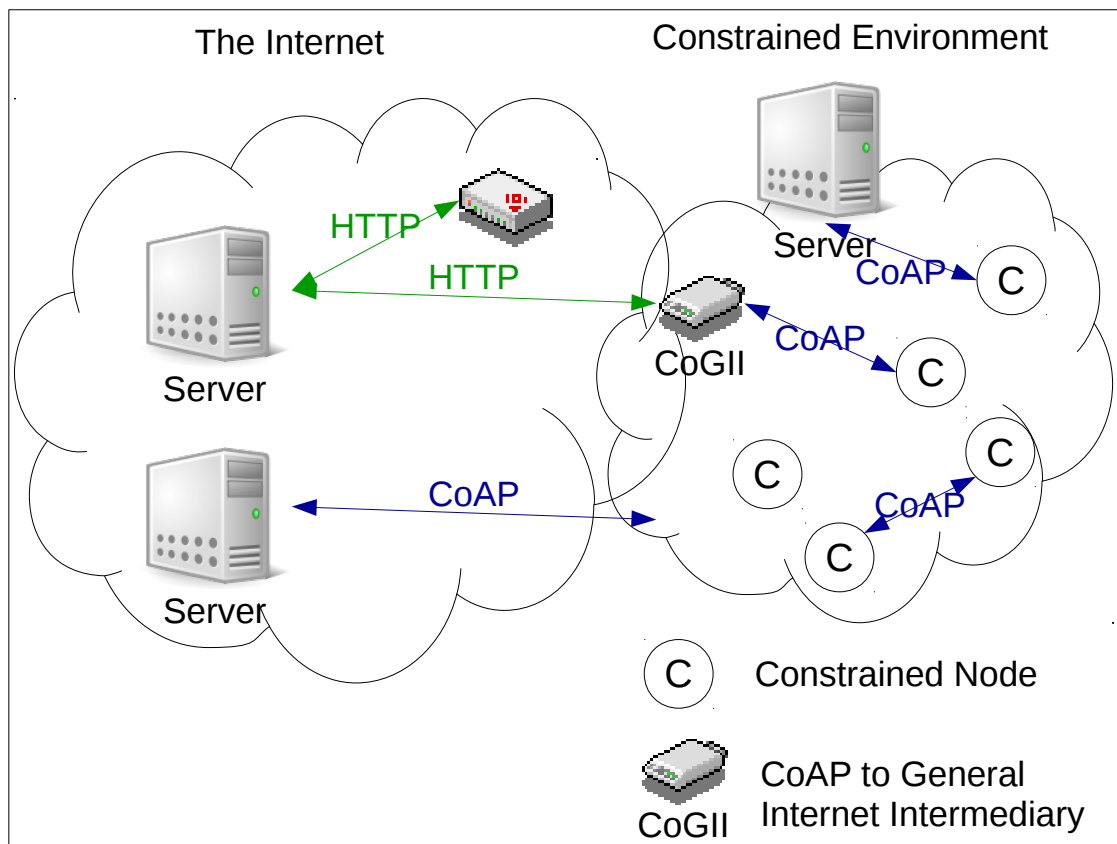 The Internet
Constrained Environment
HTTP
HTTP
Server
CoAP
C
CoAP
CoGII
C
Server
C
C
CoAP
CoAP
C
Server
C
Constrained Node
CoGII
CoAP to General
Internet Intermediary